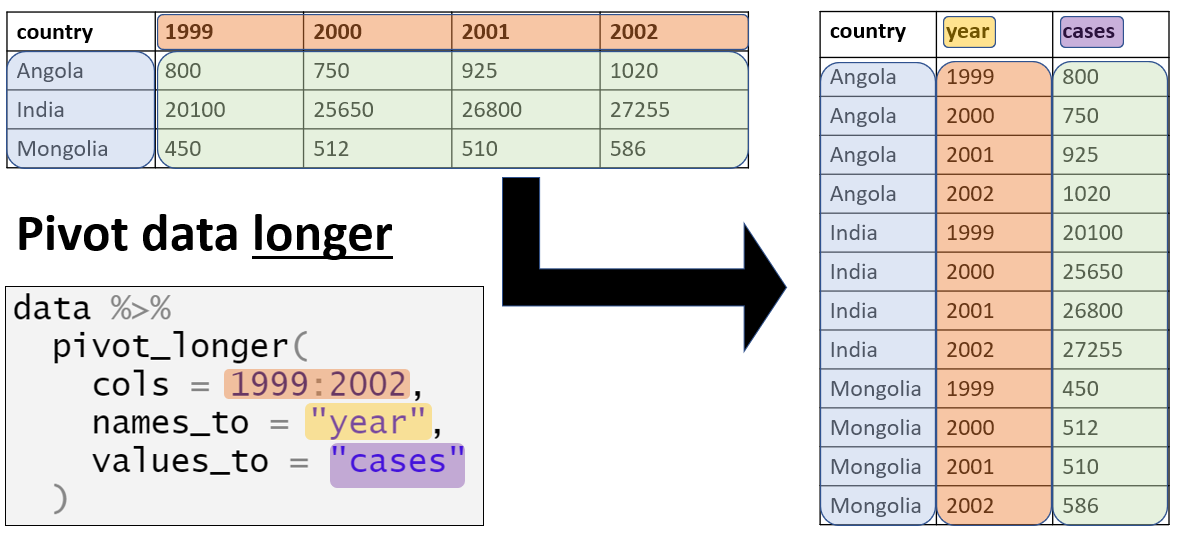 country 1999 2000 2001 2002
Angola 800 750 925 1020
India 20100 25650 26800 27255
Mongolia 450 512 510 586
Pivot data longer
data %>%
pivot_longer(
cols = 1999:2002,
names_to = "year",
values_to = "cases"
)
country year cases
Angola 1999 800
Angola 2000 750
Angola 2001 925
Angola 2002 1020
India 1999 20100
India 2000 25650
India 2001 26800
India 2002 27255
Mongolia 1999 450
Mongolia 2000 512
Mongolia 2001 510
Mongolia 2002 586